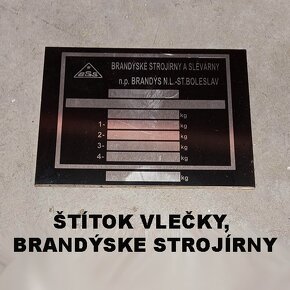 BSS
BRANDÝSKE STROJÍRNY A SLÉVÁRNY
n.p. BRANDÝS N.L.-ST.BOLESLAV
kg
1- kg
2- kg
3- kg
4- kg
kg
ŠTÍTOK VLEČKY,
BRANDÝSKE STROJÍRNY